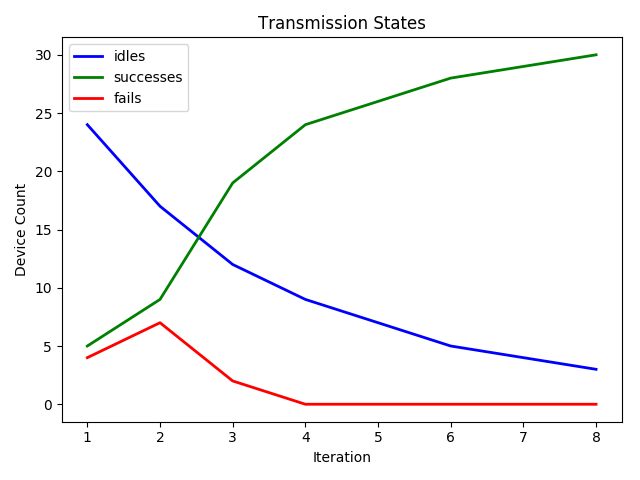 Transmission States
idles
successes
fails
30
25
20
15
10
5
0
Device Count
1 2 3 4 5 6 7 8
Iteration